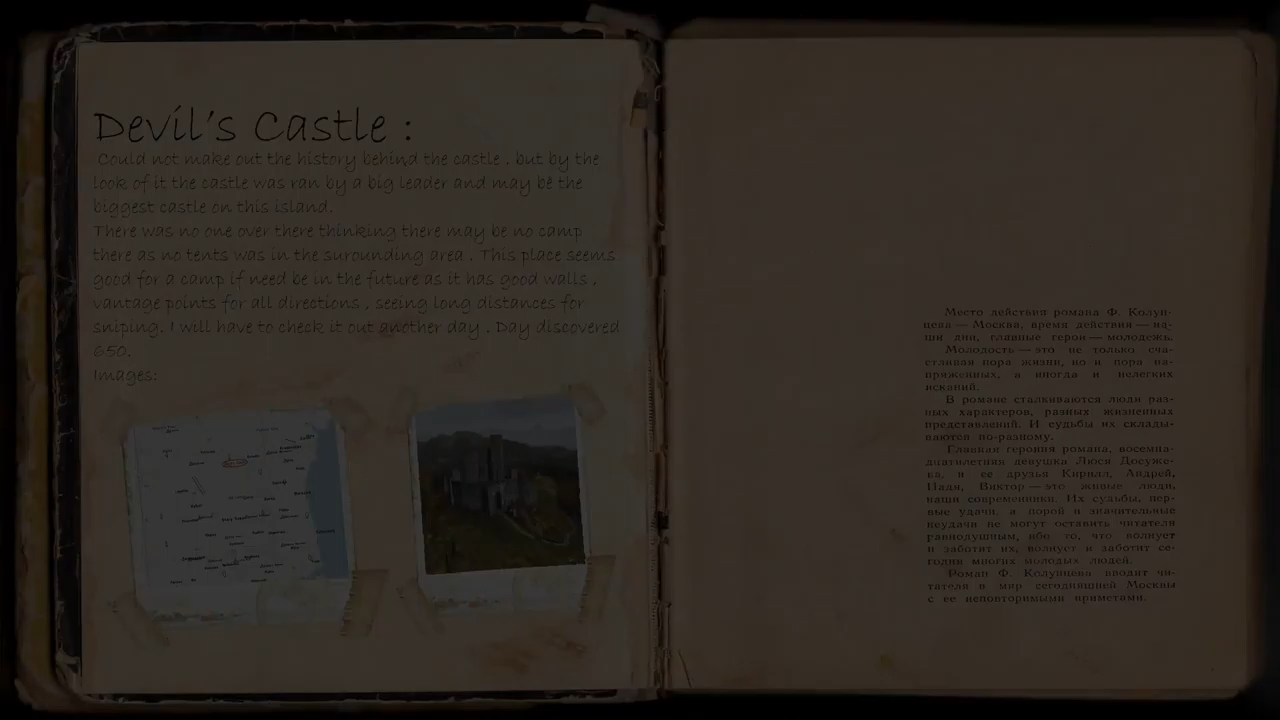 Devil's Castle :
Could not make out the history behind the castle , but by the
look of it the castle was ran by a big leader and may be the
biggest castle on this island.
There was no one over there thinking there may be no camp
there as no tents was in the surounding area . This place seems
good for a camp if need be in the future as it has good walls ,
vantage points for all directions , seeing long distances for
sniping. I will have to check it out another day . Day discovered
650.
Images:
Место действия романа Ф. Колун-
цева — Москва, время действия — на-
ши дни, главные герои — молодежь.
Молодость — это не только сча-
стливая пора жизни, но и пора на-
пряженных, а иногда и нелегких
исканий.
В романе сталкиваются люди раз-
ных характеров, разных жизненных
представлений. И судьбы их склады-
ваются по-разному.
Главная героиня романа, восемна-
дцатилетняя девушка Люся Досуже-
ва, и ее друзья Кирилл, Андрей,
Надя, Виктор — это живые люди,
наши современники. Их судьбы, пер-
вые удачи, а порой и значительные
неудачи не могут оставить читателя
равнодушным, ибо то, что волнует
и заботит их, волнует и заботит се-
годня многих молодых людей.
Роман Ф. Колунцева вводит чи-
тателя в мир сегодняшней Москвы
с ее неповторимыми приметами.